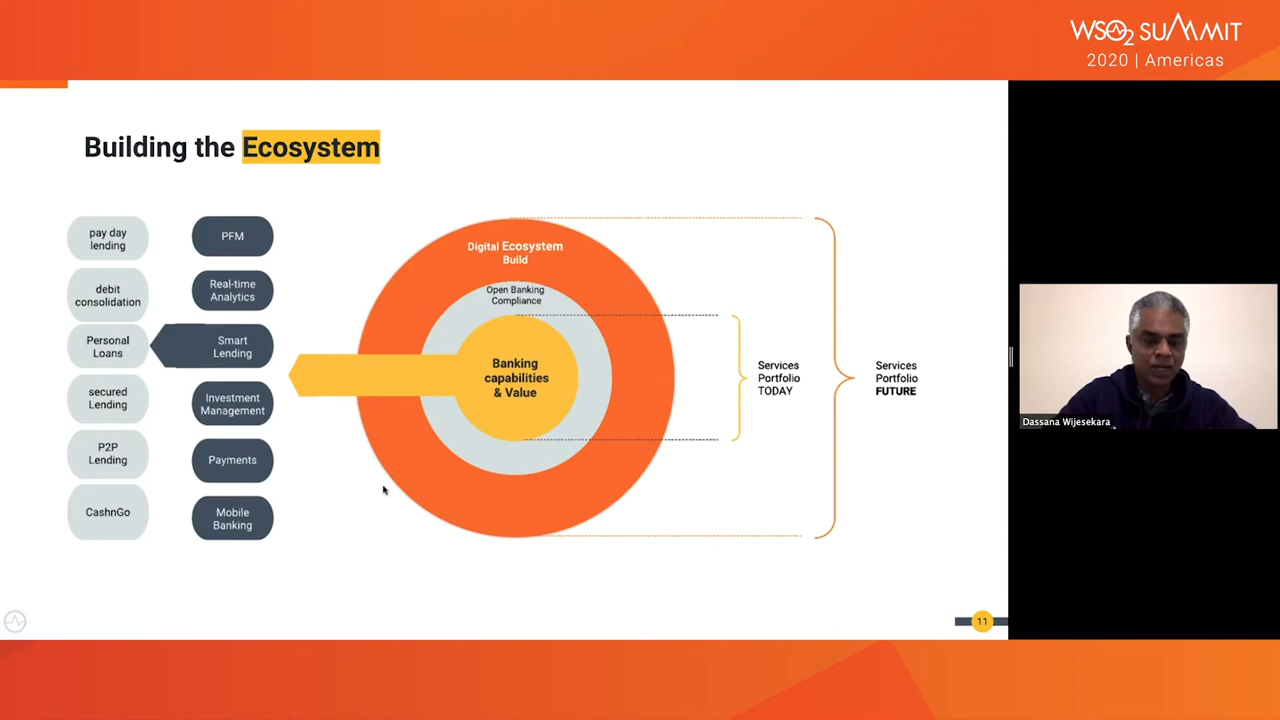 WSO2 SUMMIT
2020 | Americas
Building the Ecosystem
pay day
lending
debit
consolidation
Personal
Loans
secured
Lending
P2P
Lending
CashnGo
PFM
Real-time
Analytics
Smart
Lending
Investment
Management
Payments
Mobile
Banking
Digital Ecosystem
Build
Open Banking
Compliance
Banking
capabilities
& Value
Services
Portfolio
TODAY
Services
Portfolio
FUTURE
Dassana Wijesekara
11